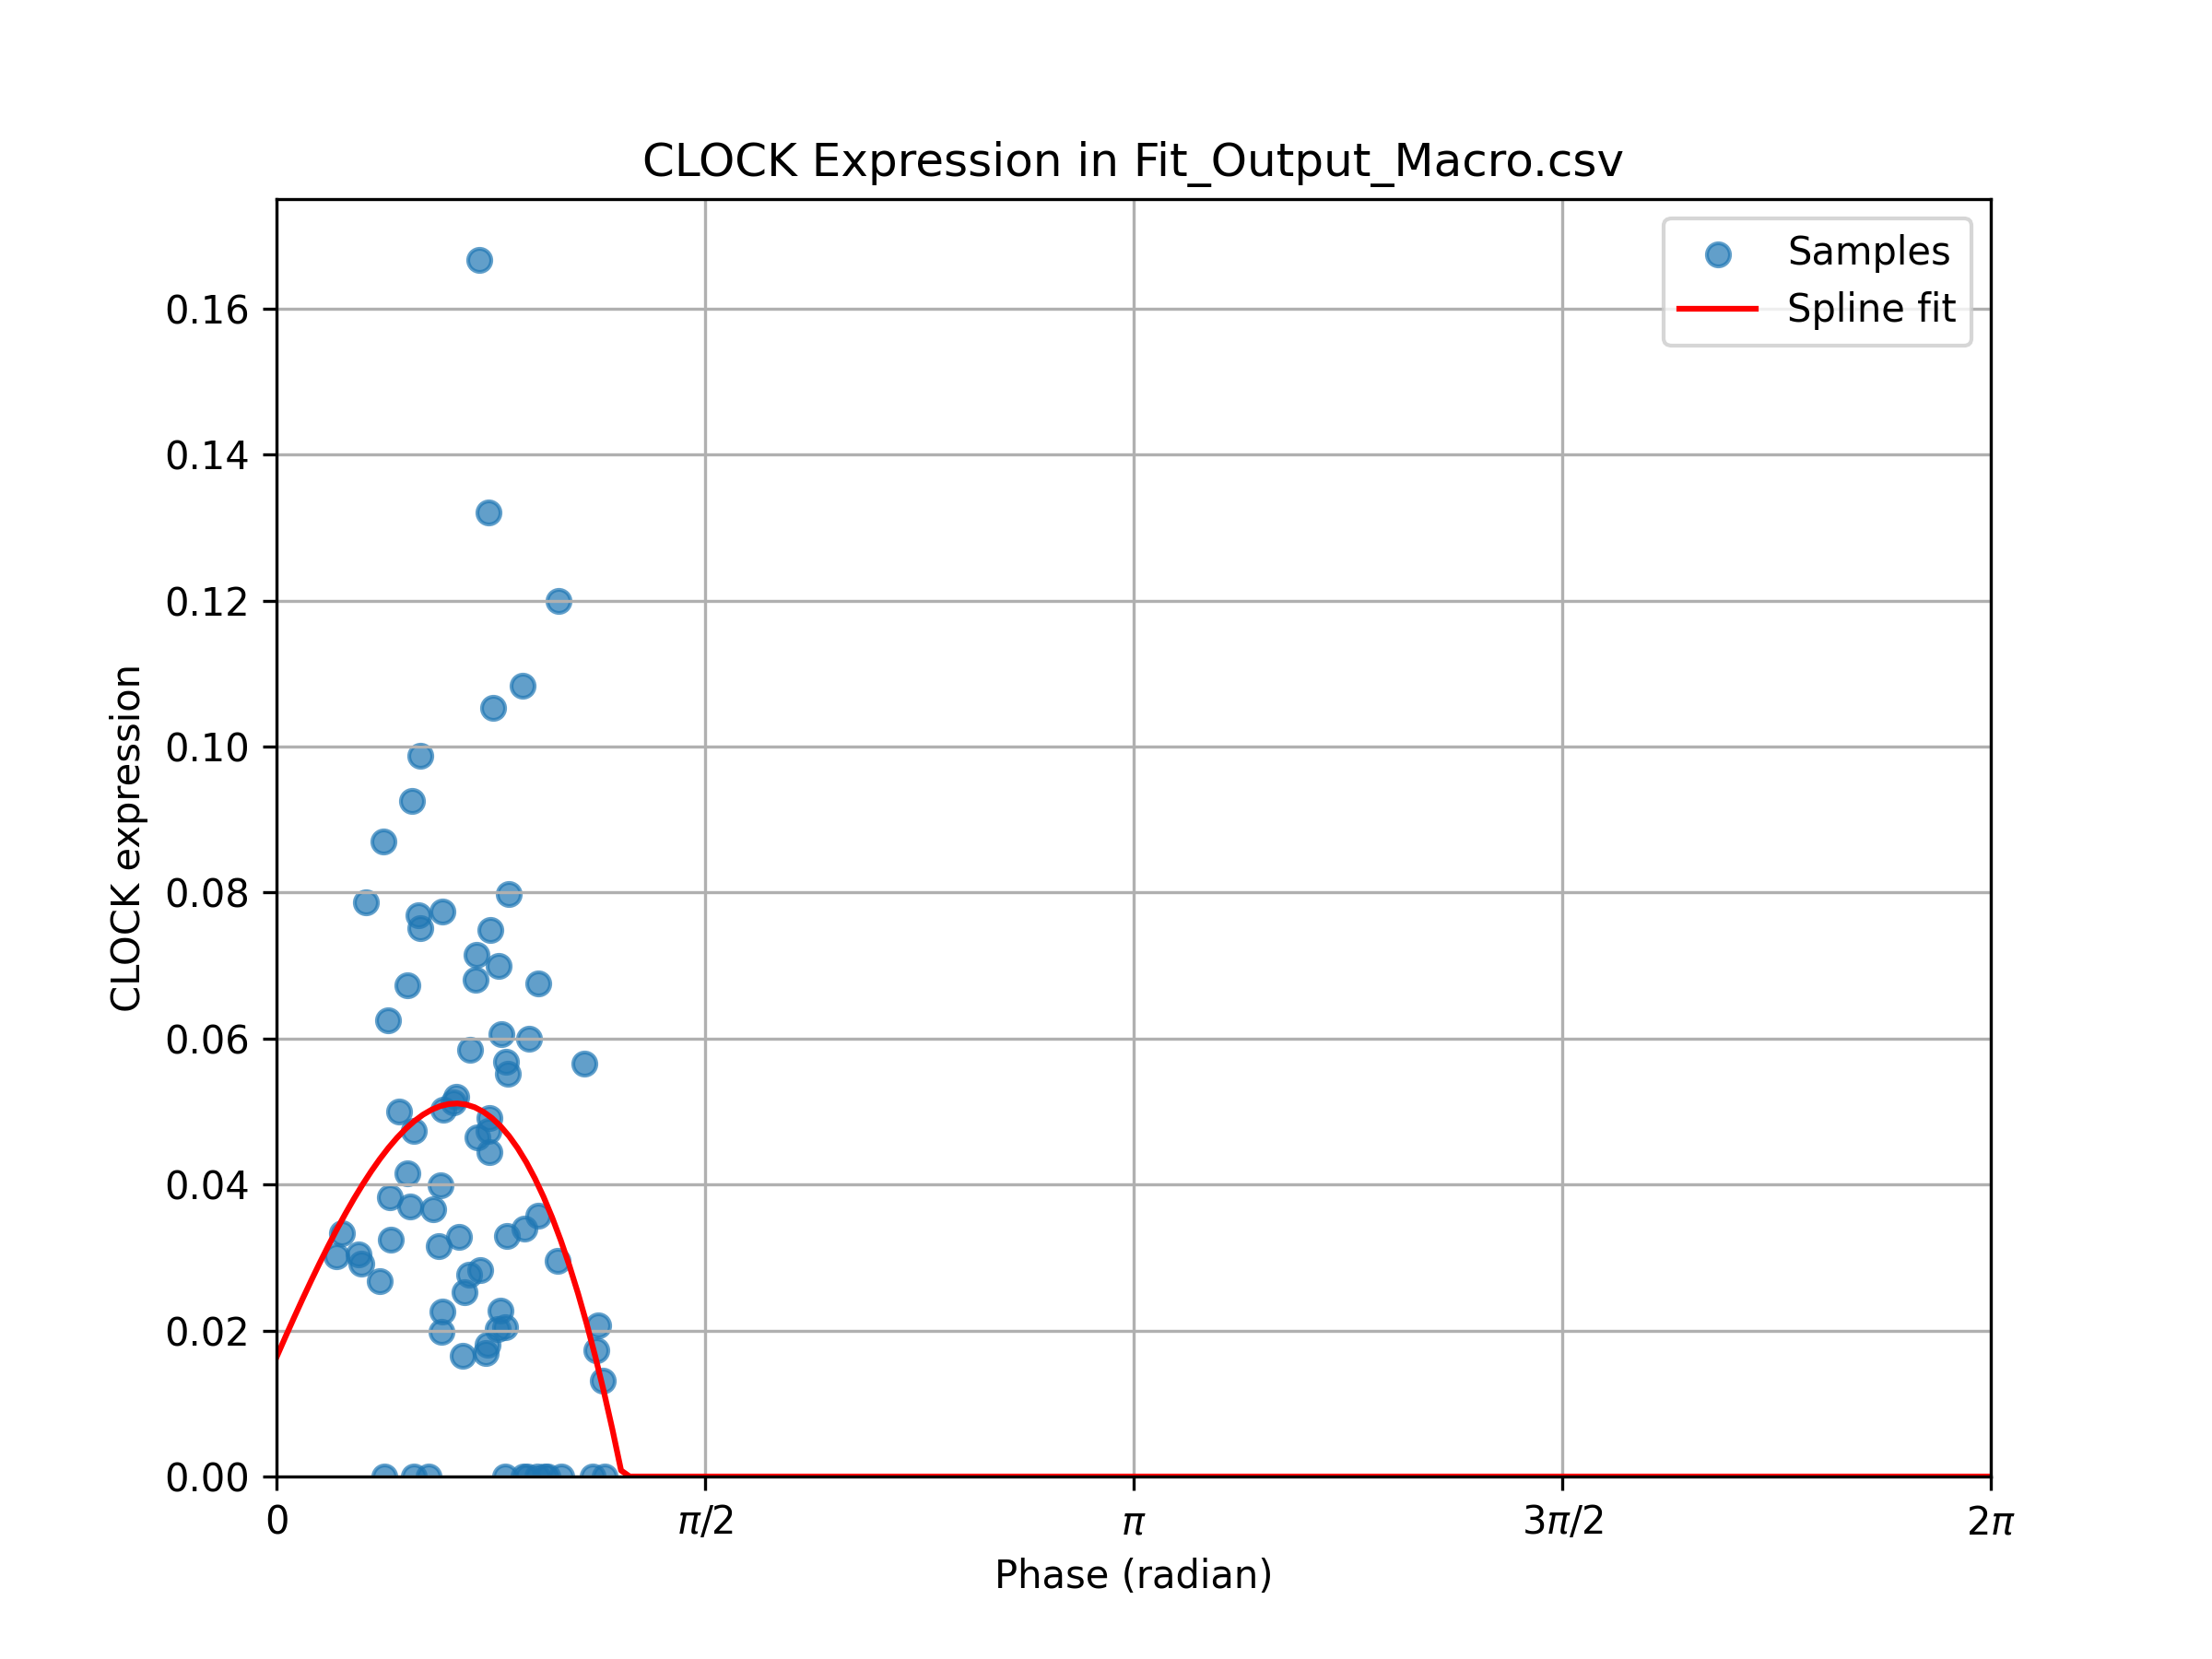 CLOCK Expression in Fit_Output_Macro.csv
Samples
Spline fit
0.16
0.14
0.12
0.10
0.08
0.06
0.04
0.02
0.00
CLOCK expression
0 π/2 π 3π/2 2π
Phase (radian)